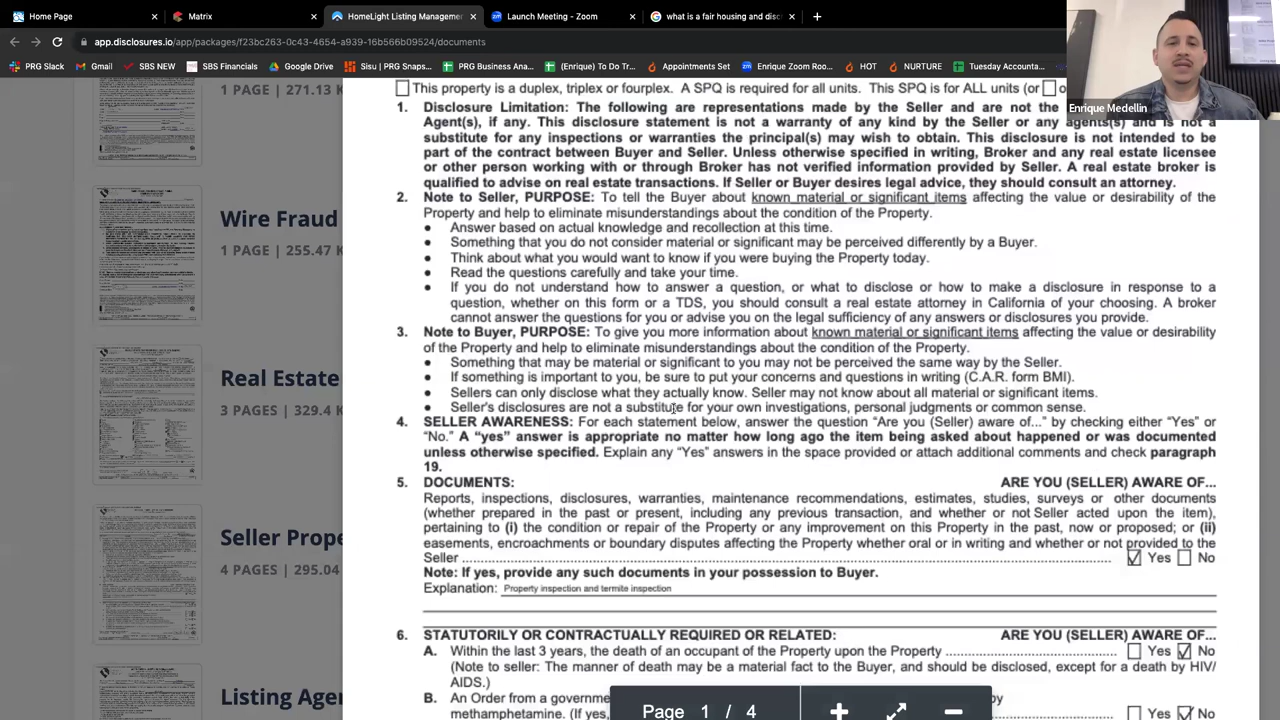 Home Page
Matrix
HomeLight Listing Managemen
Launch Meeting - Zoom
what is a fair housing and disc
app.disclosures.io/app/packages/f23bc263-0c43-4654-a939-16b566b09524/documents
PRG Slack
Gmail
SBS NEW
SBS Financials
Google Drive
Sisu | PRG Snaps...
PRG Business Ana...
PRG) To Do Tr...
PRG Appointments Set
Enrique Zoom Roo...
HOT
NURTURE
Tuesday Accounta...
Enrique Medellin
1 PAGE |
Wire Fraud
1 PAGE | 292.47 K
Real Estate
3 PAGES | 329.4 K
Seller Prope
4 PAGES | 295.04
Listing
This property is a duplex, triplex or fourplex. A SPQ is required for all units. This SPQ is for ALL units (or
1. Disclosure Limitation: The following are representations made by the Seller and are not the
Agent(s), if any. This disclosure statement is not a warranty of any kind by the Seller or any agents(s) and is not a
substitute for any inspections or warranties the principal(s) may wish to obtain. This disclosure is not intended to be
part of the contract between Buyer and Seller. Unless otherwise specified in writing, Broker and any real estate licensee
or other person working with or through Broker has not verified information provided by Seller. A real estate broker is
qualified to advise on real estate transactions. If Seller or Buyer desires legal advice, they should consult an attorney.
2. Note to Seller, PURPOSE: To tell the Buyer about known material or significant items affecting the value or desirability of the
Property and help to eliminate misunderstandings about the condition of the Property.
● Answer based on actual knowledge and recollection at this time.
● Something that you do not consider material or significant may be perceived differently by a Buyer.
● Think about what you would want to know if you were buying the Property today.
● Read the questions carefully and take your time.
● If you do not understand how to answer a question, or what to disclose or how to make a disclosure in response to a
question, whether on this form or a TDS, you should consult a real estate attorney in California of your choosing. A broker
cannot answer the questions for you or advise you on the legal sufficiency of any answers or disclosures you provide.
3. Note to Buyer, PURPOSE: To give you more information about known material or significant items affecting the value or desirability
of the Property and help to eliminate misunderstandings about the condition of the Property.
● Something that may be material or significant to you may not be perceived the same way by the Seller.
● If something is important to you, be sure to put your concerns and questions in writing (C.A.R. form BMI).
● Sellers can only disclose what they actually know. Seller may not know about all material or significant items.
● Seller's disclosures are not a substitute for your own investigations, personal judgments or common sense.
4. SELLER AWARENESS: For each statement below, answer the question "Are you (Seller) aware of..." by checking either "Yes" or
"No." A "yes" answer is appropriate no matter how long ago the item being asked about happened or was documented
unless otherwise specified. Explain any "Yes" answers in the space provided or attach additional comments and check paragraph
19.
5. DOCUMENTS: ARE YOU (SELLER) AWARE OF...
Reports, inspections, disclosures, warranties, maintenance recommendations, estimates, studies, surveys or other documents
(whether prepared in the past or present, including any previous transaction, and whether or not Seller acted upon the item),
pertaining to (i) the condition or repair of the Property or any improvement on this Property in the past, now or proposed; or (ii)
easements, encroachments or boundary disputes affecting the Property whether oral or in writing and whether or not provided to the
Seller Yes No
Note: If yes, provide any such documents in your possession to Buyer.
Explanation: Property inspection and termite inspection
6. STATUTORILY OR CONTRACTUALLY REQUIRED OR RELATED: ARE YOU (SELLER) AWARE OF...
A. Within the last 3 years, the death of an occupant of the Property upon the Property Yes No
(Note to seller: The manner of death may be a material fact to the Buyer, and should be disclosed, except for a death by HIV/
AIDS.)
B. An Order from a governm by
methamphetamine. (If yes, Yes No
Page 1 / 4